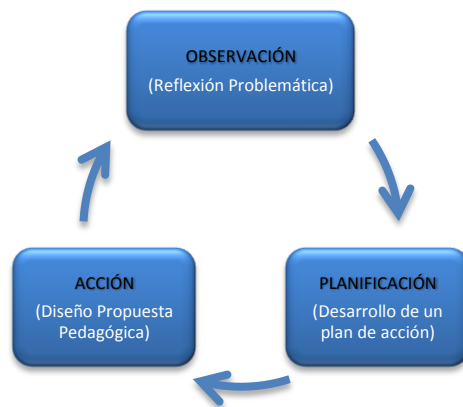 OBSERVACIÓN
(Reflexión Problemática)
ACCIÓN
(Diseño Propuesta
Pedagógica)
PLANIFICACIÓN
(Desarrollo de un
plan de acción)